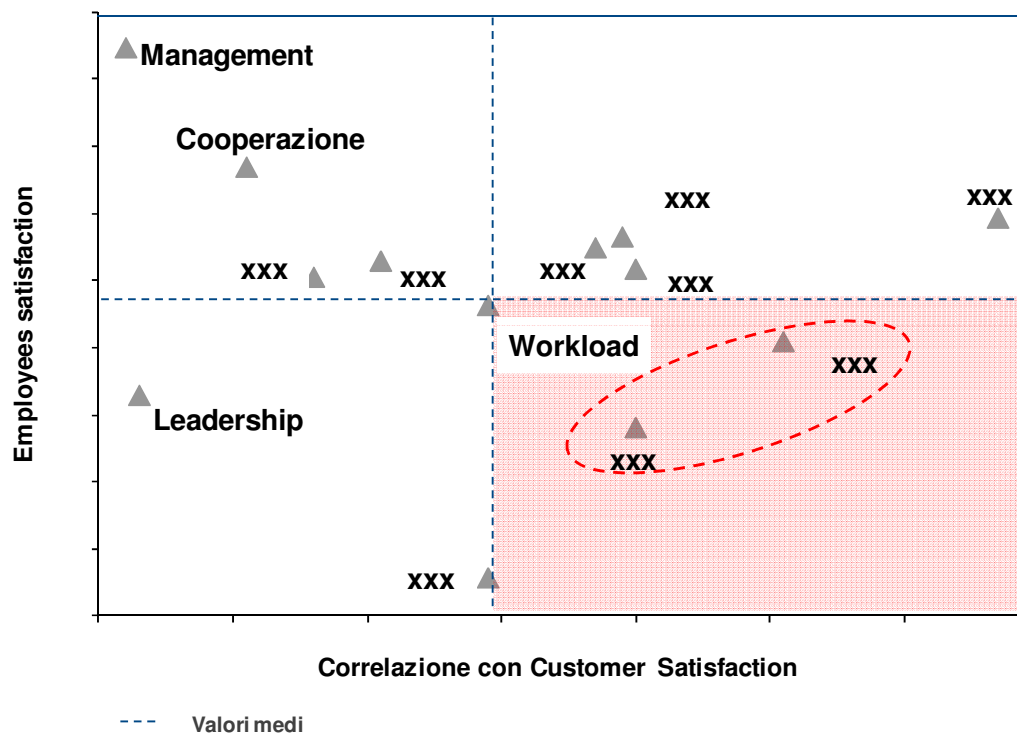 Management
Cooperazione
xxx
xxx
xxx
xxx
xxx
xxx
Workload
xxx
Leadership
xxx
xxx
Employees satisfaction
Correlazione con Customer Satisfaction
Valori medi